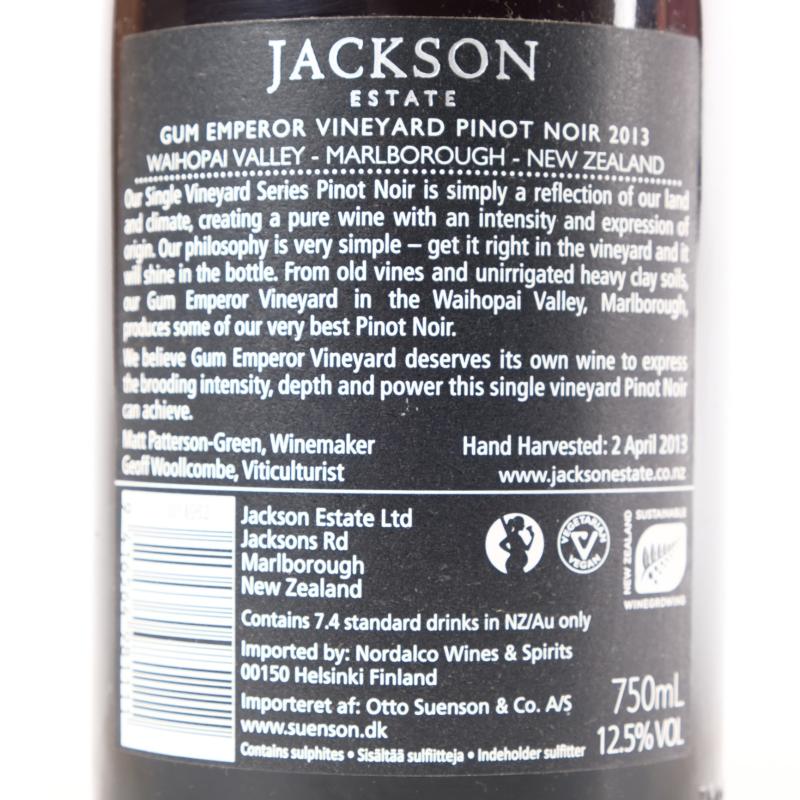 JACKSON
ESTATE
GUM EMPEROR VINEYARD PINOT NOIR 2013
WAIHOPAI VALLEY - MARLBOROUGH - NEW ZEALAND
Our Single Vineyard Series Pinot Noir is simply a reflection of our land
and climate, creating a pure wine with an intensity and expression of
origin. Our philosophy is very simple – get it right in the vineyard and it
will shine in the bottle. From old vines and unirrigated heavy clay soils,
our Gum Emperor Vineyard in the Waihopai Valley, Marlborough,
produces some of our very best Pinot Noir.
We believe Gum Emperor Vineyard deserves its own wine to express
the brooding intensity, depth and power this single vineyard Pinot Noir
can achieve.
Matt Patterson-Green, Winemaker Hand Harvested: 2 April 2013
Geoff Woollcombe, Viticulturist www.jacksonestate.co.nz
Jackson Estate Ltd
Jacksons Rd
Marlborough
New Zealand
VEGETARIAN
VEGAN
SUSTAINABLE
NEW ZEALAND
WINEGROWING
Contains 7.4 standard drinks in NZ/Au only
Imported by: Nordalco Wines & Spirits
00150 Helsinki Finland
Importeret af: Otto Suenson & Co. A/S
www.suenson.dk
750mL
12.5% VOL
Contains sulphites • Sisältää sulfiitteja • Indeholder sulfitter